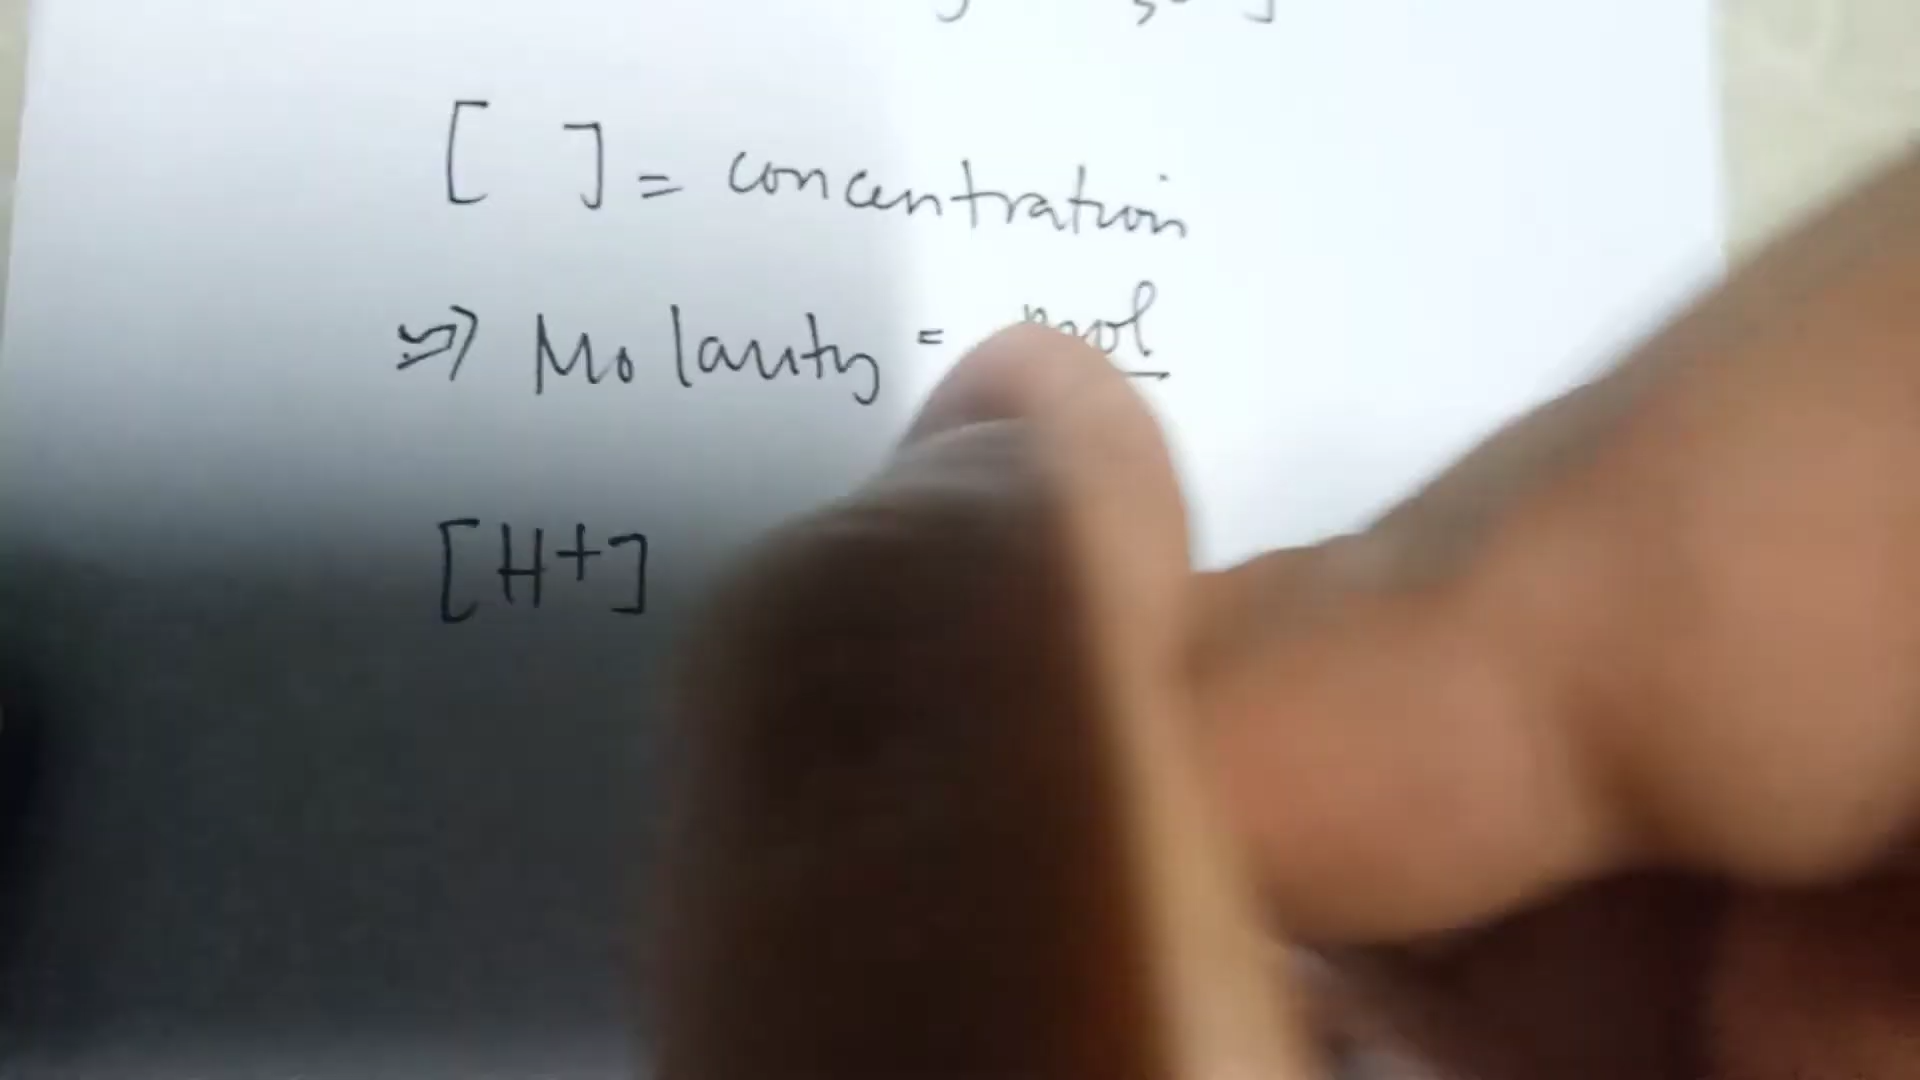 [ ] = concentration
⇒ Molarity = mol
[H+]